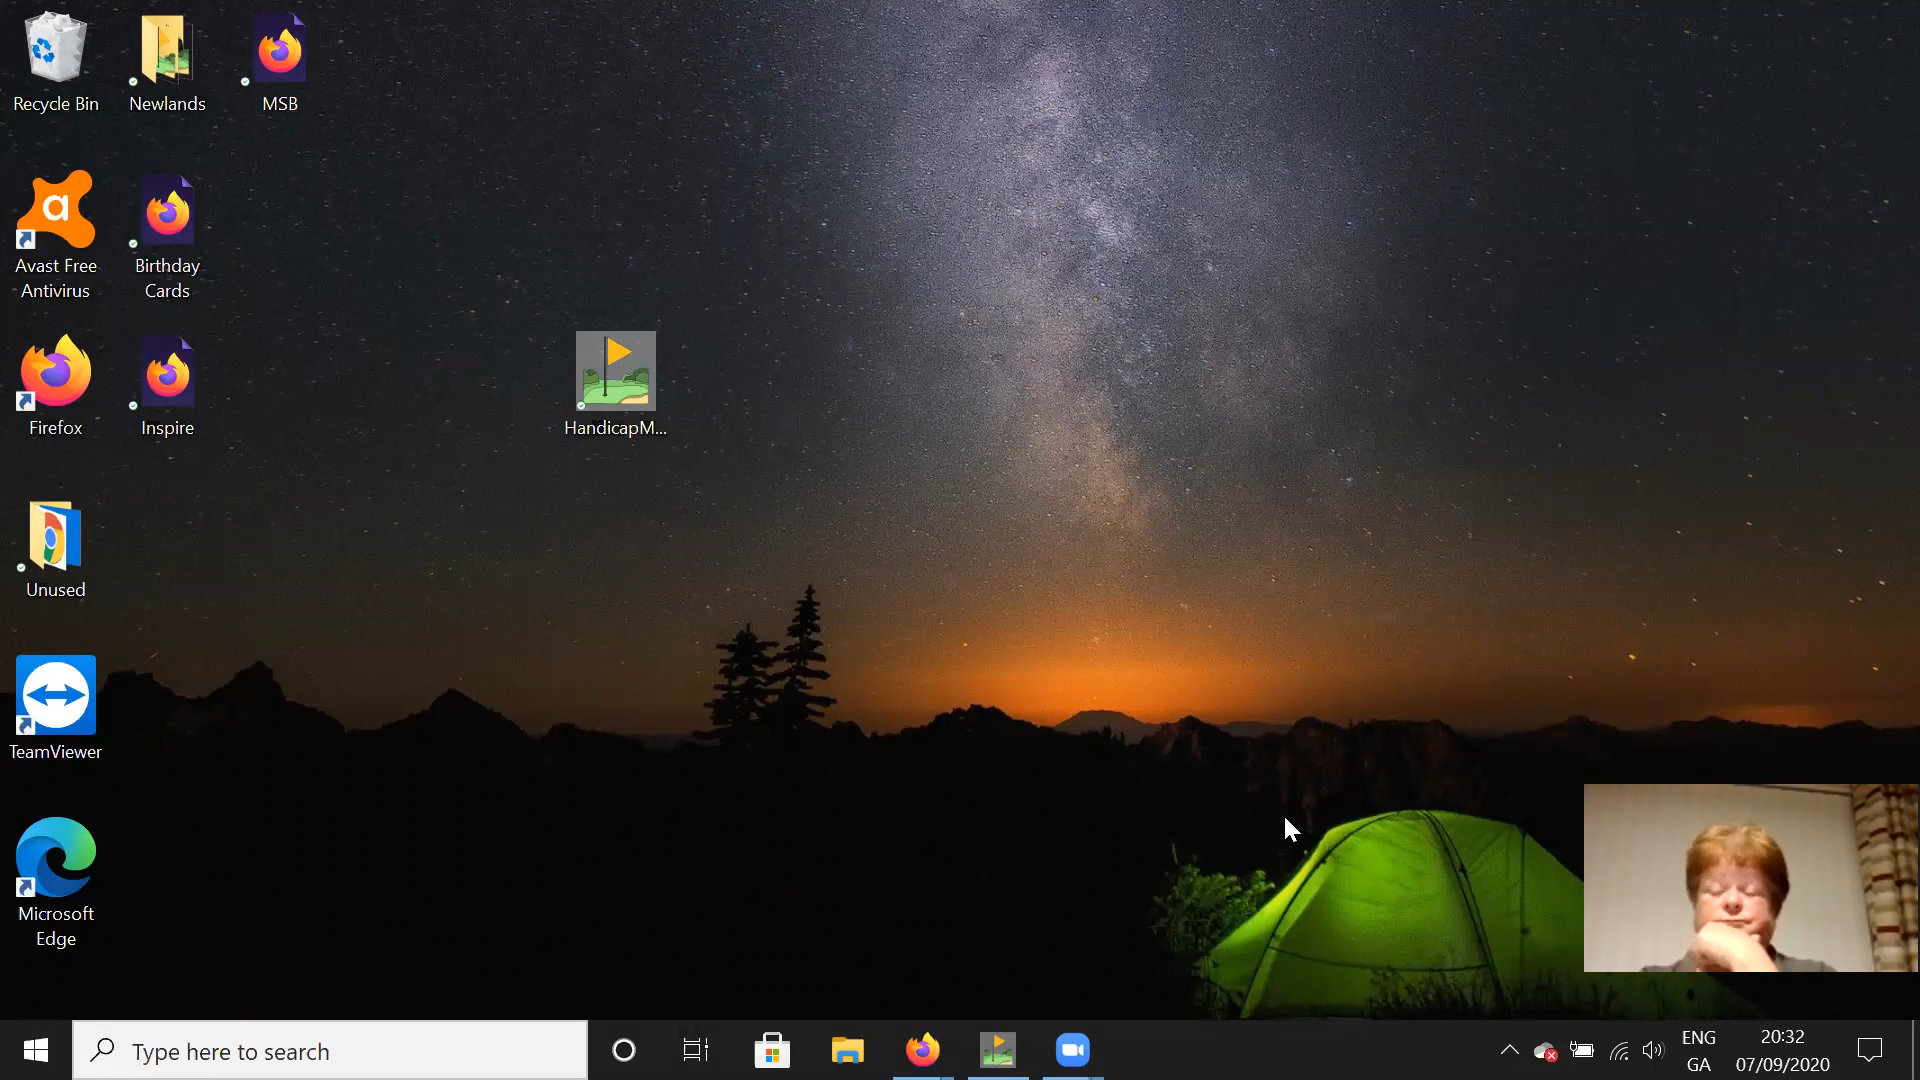 Recycle Bin
Newlands
MSB
Avast Free
Antivirus
Birthday
Cards
Firefox
Inspire
HandicapM...
Unused
TeamViewer
Microsoft
Edge
Type here to search
ENG
GA
20:32
07/09/2020